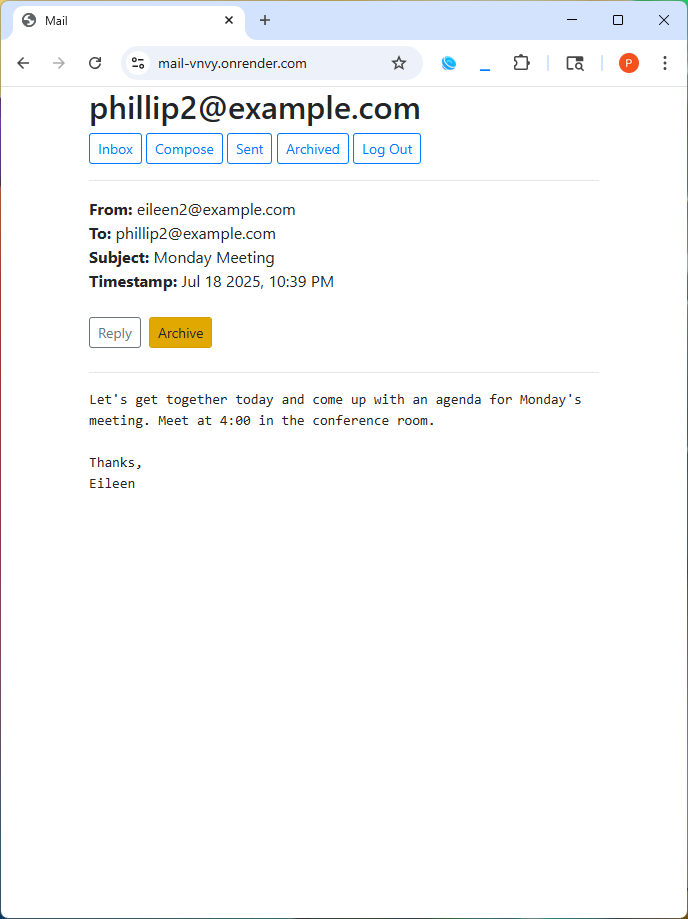 Mail
mail-vnvy.onrender.com
P
phillip2@example.com
Inbox Compose Sent Archived Log Out
From: eileen2@example.com
To: phillip2@example.com
Subject: Monday Meeting
Timestamp: Jul 18 2025, 10:39 PM
Reply Archive
Let's get together today and come up with an agenda for Monday's
meeting. Meet at 4:00 in the conference room.
Thanks,
Eileen